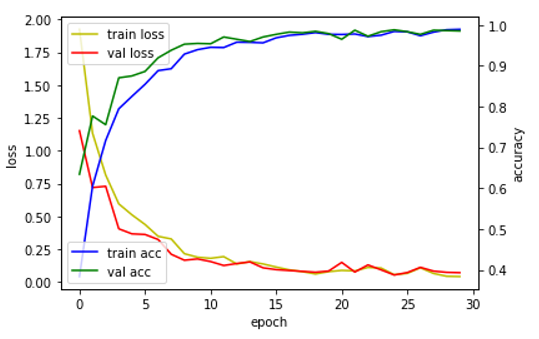 2.00
1.75
1.50
1.25
1.00
0.75
0.50
0.25
0.00
loss
train loss
val loss
train acc
val acc
1.0
0.9
0.8
0.7
0.6
0.5
0.4
accuracy
0 5 10 15 20 25 30
epoch